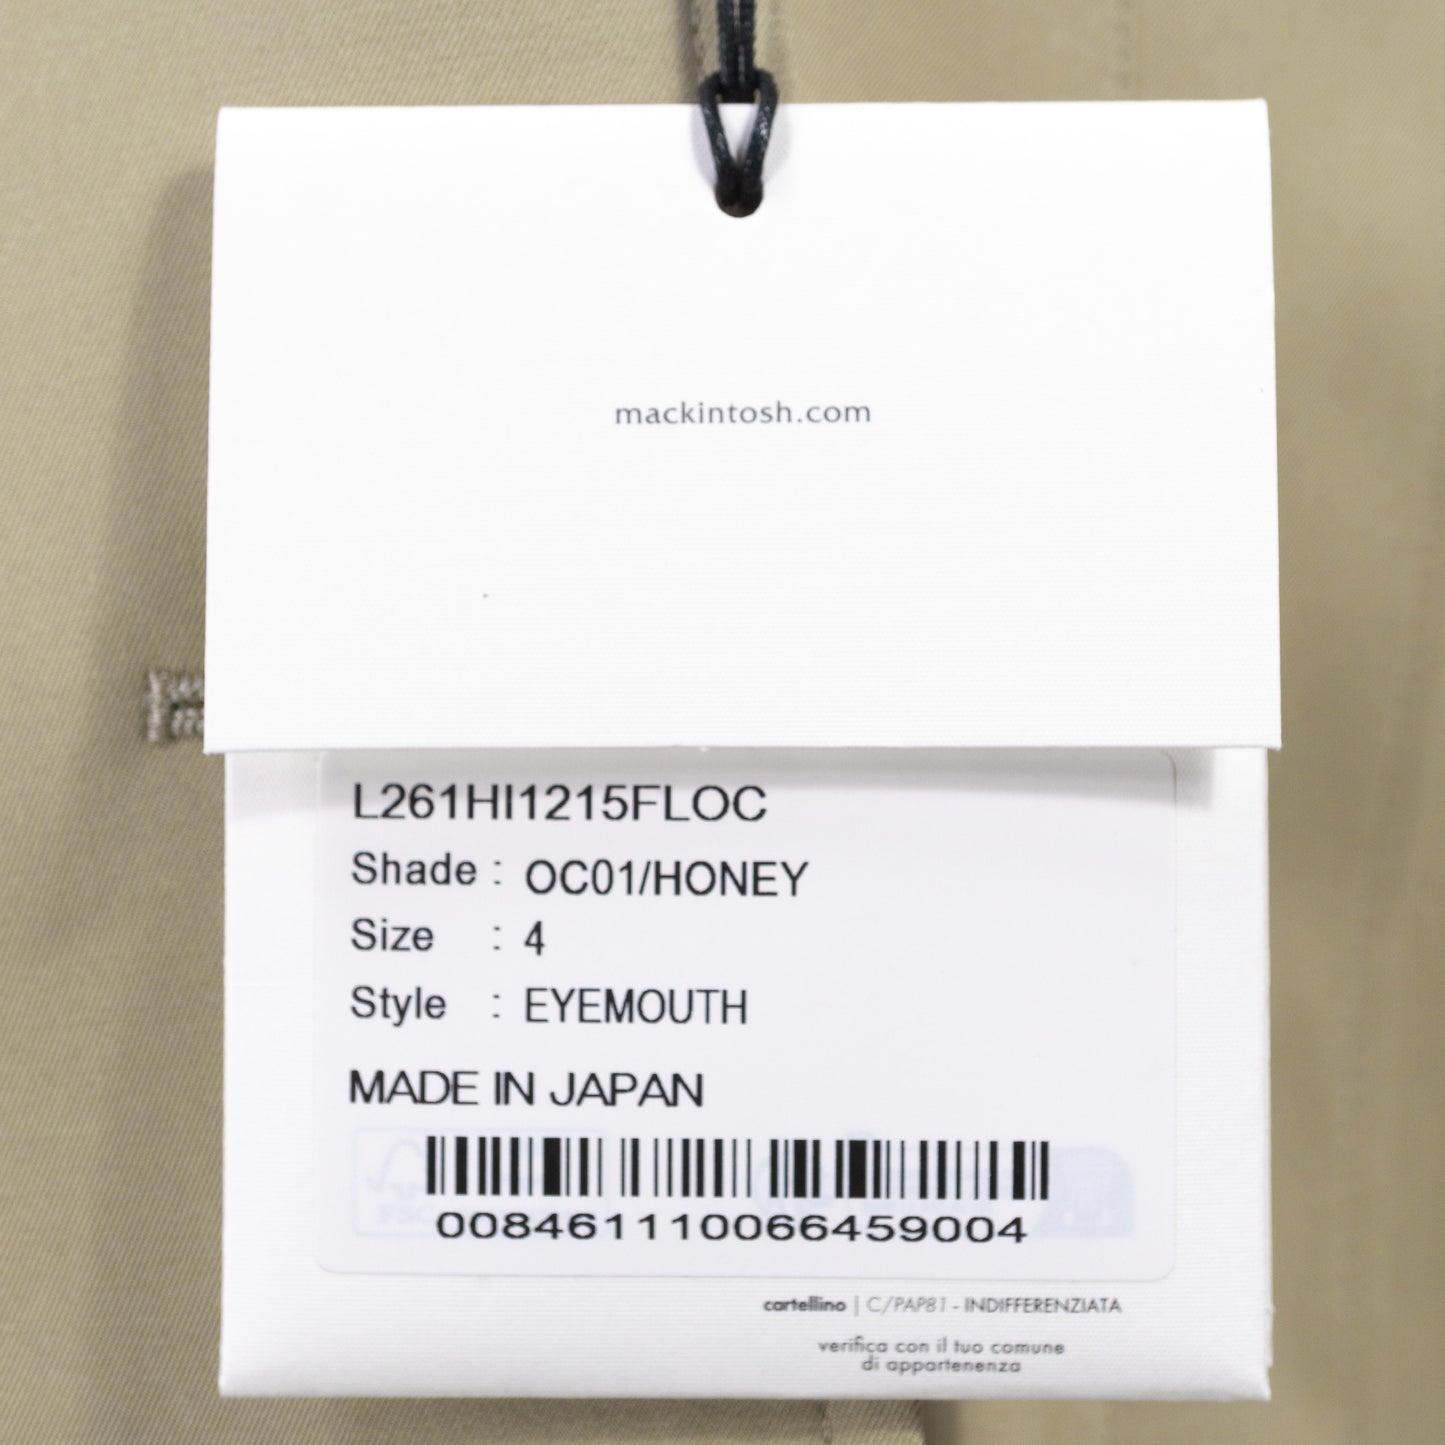 mackintosh.com
L261HI1215FLOC
Shade : OC01/HONEY
Size : 4
Style : EYEMOUTH
MADE IN JAPAN
008461110066459004
cartellino | C/PAP81 - INDIFFERENZIATA
verifica con il tuo comune
di appartenenza